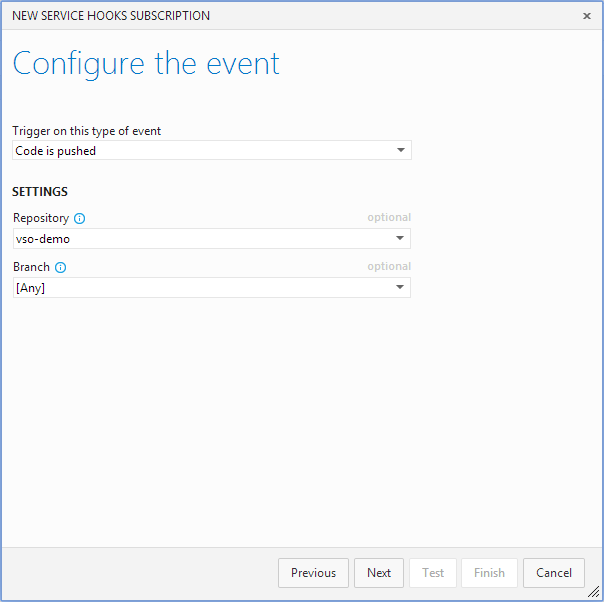 NEW SERVICE HOOKS SUBSCRIPTION
Configure the event
Trigger on this type of event
Code is pushed
SETTINGS
Repository optional
vso-demo
Branch optional
[Any]
Previous Next Test Finish Cancel